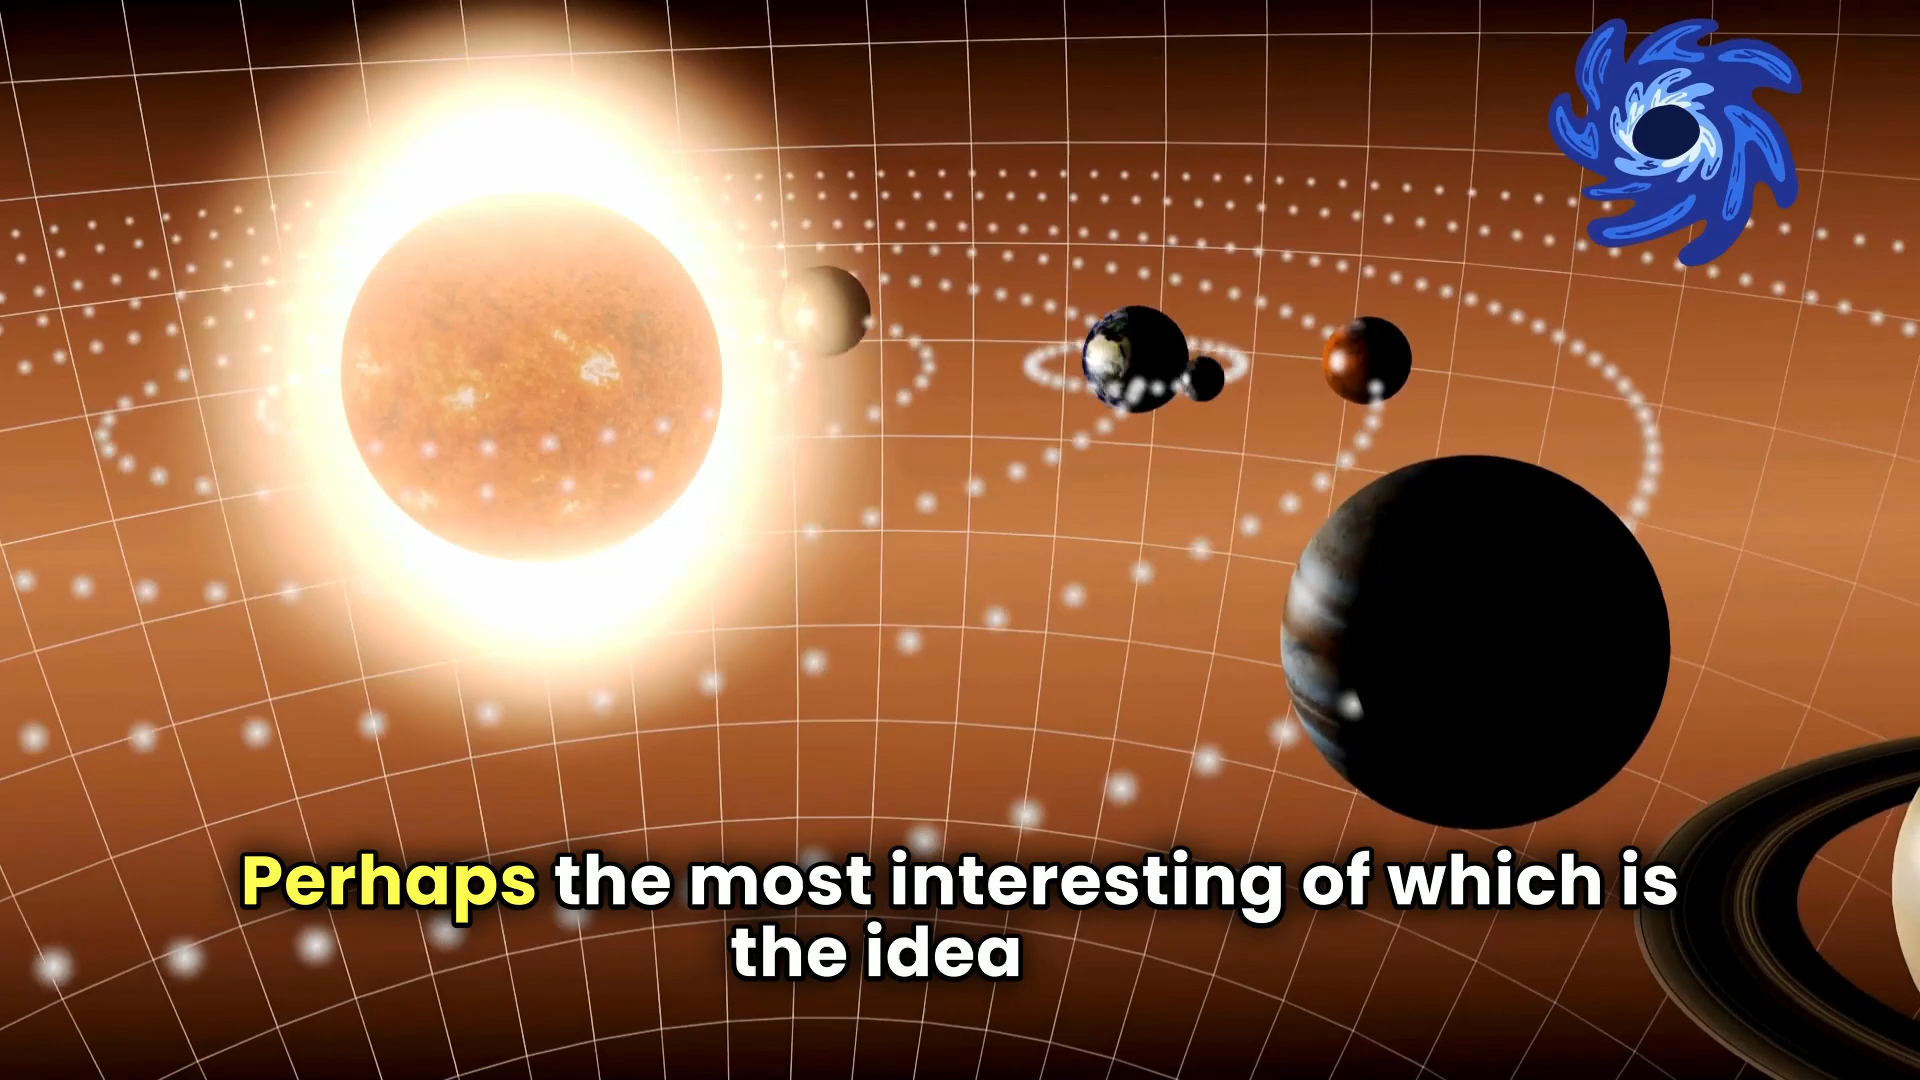 Perhaps the most interesting of which is
the idea